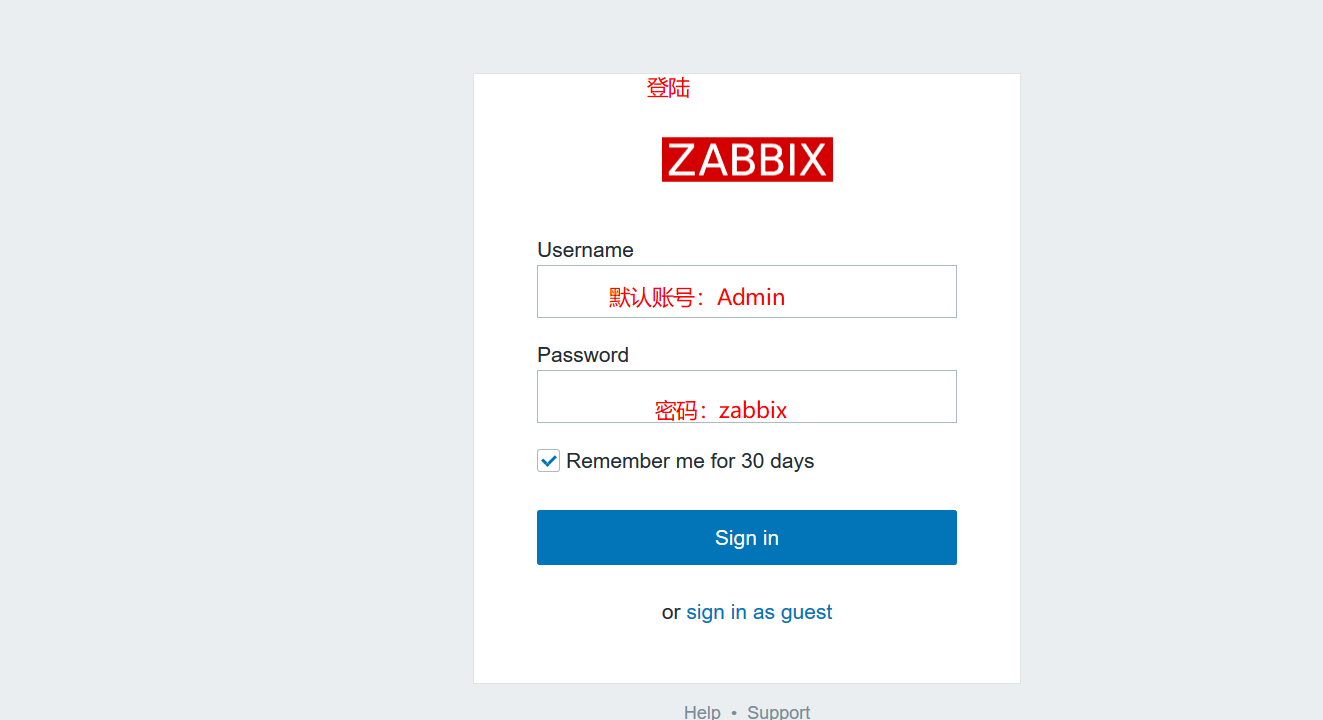 登陆
ZABBIX
Username
默认账号：Admin
Password
密码：zabbix
Remember me for 30 days
Sign in
or sign in as guest
Help • Support